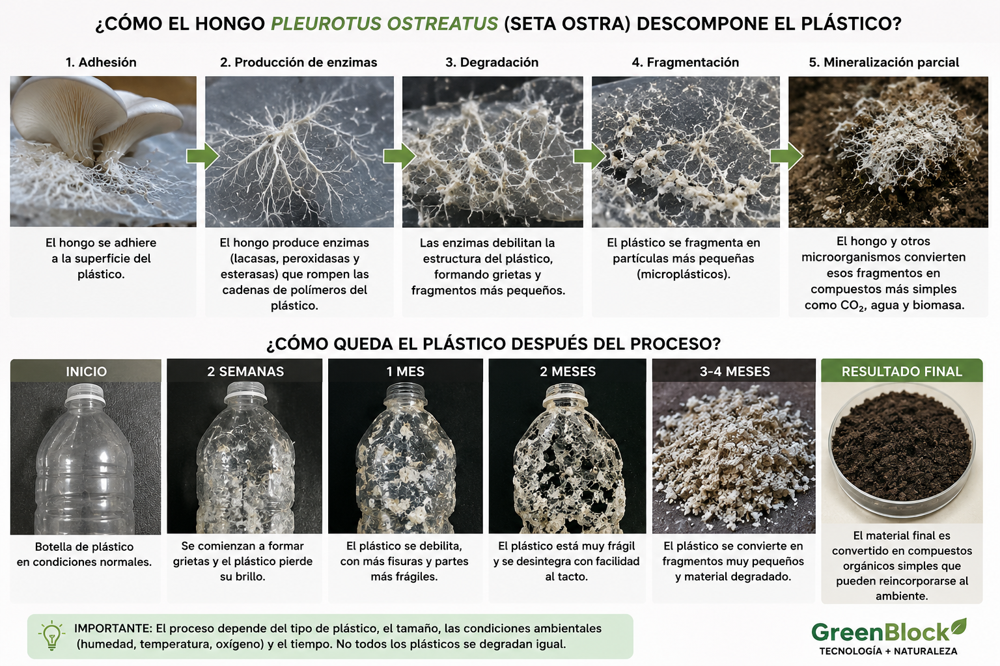 ¿CÓMO EL HONGO PLEUROTUS OSTREATUS (SETA OSTRA) DESCOMPONE EL PLÁSTICO?
1. Adhesión
El hongo se adhiere
a la superficie del
plástico.
2. Producción de enzimas
El hongo produce enzimas
(lacasas, peroxidasas y
esterasas) que rompen las
cadenas de polímeros del
plástico.
3. Degradación
Las enzimas debilitan la
estructura del plástico,
formando grietas y
fragmentos más pequeños.
4. Fragmentación
El plástico se fragmenta en
partículas más pequeñas
(microplásticos).
5. Mineralización parcial
El hongo y otros
microorganismos convierten
esos fragmentos en
compuestos más simples
como CO₂, agua y biomasa.
¿CÓMO QUEDA EL PLÁSTICO DESPUÉS DEL PROCESO?
INICIO
Botella de plástico
en condiciones normales.
2 SEMANAS
Se comienzan a formar
grietas y el plástico pierde
su brillo.
1 MES
El plástico se debilita,
con más fisuras y partes
más frágiles.
2 MESES
El plástico está muy frágil
y se desintegra con facilidad
al tacto.
3-4 MESES
El plástico se convierte en
fragmentos muy pequeños
y material degradado.
RESULTADO FINAL
El material final es
convertido en compuestos
orgánicos simples que
pueden reincorporarse al
ambiente.
IMPORTANTE: El proceso depende del tipo de plástico, el tamaño, las condiciones ambientales
(humedad, temperatura, oxígeno) y el tiempo. No todos los plásticos se degradan igual.
GreenBlock
TECNOLOGÍA + NATURALEZA